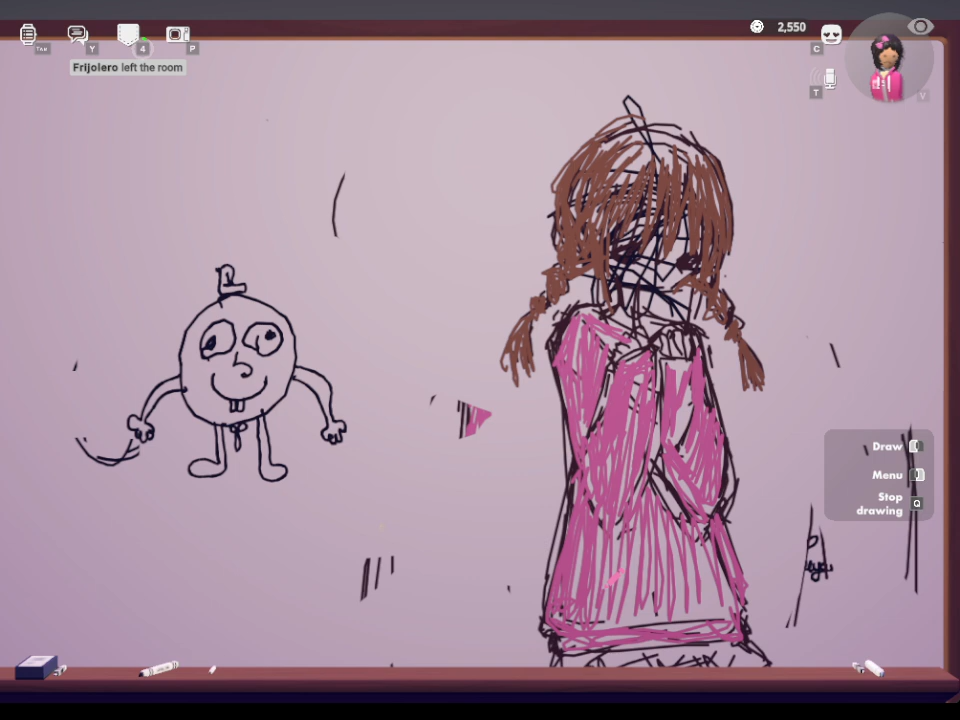 2,550
TAB
Y
4
P
C
Frijolero left the room
T
V
Draw
Menu
Stop
drawing
Q